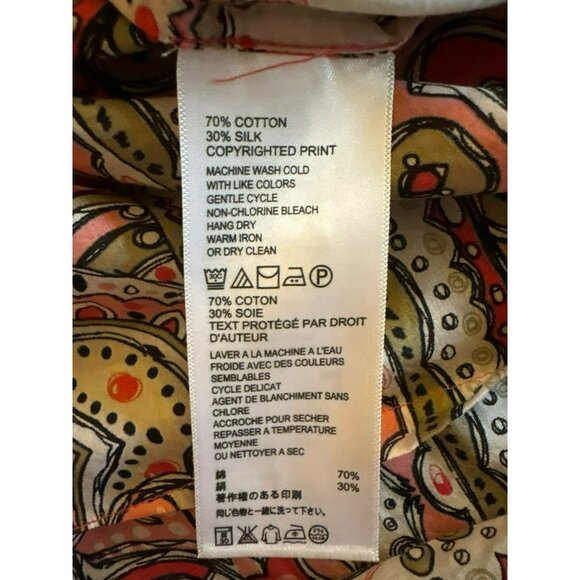 70% COTTON
30% SILK
COPYRIGHTED PRINT
MACHINE WASH COLD
WITH LIKE COLORS
GENTLE CYCLE
NON-CHLORINE BLEACH
HANG DRY
WARM IRON
OR DRY CLEAN
30C P
70% COTON
30% SOIE
TEXT PROTÉGÉ PAR DROIT
D'AUTEUR
LAVER A LA MACHINE A L'EAU
FROIDE AVEC DES COULEURS
SEMBLABLES
CYCLE DELICAT
AGENT DE BLANCHIMENT SANS
CHLORE
ACCROCHE POUR SECHER
REPASSER A TEMPERATURE
MOYENNE
OU NETTOYER A SEC
綿 70%
絹 30%
著作権のある印刷
同じ色物と一緒に洗って下さい。